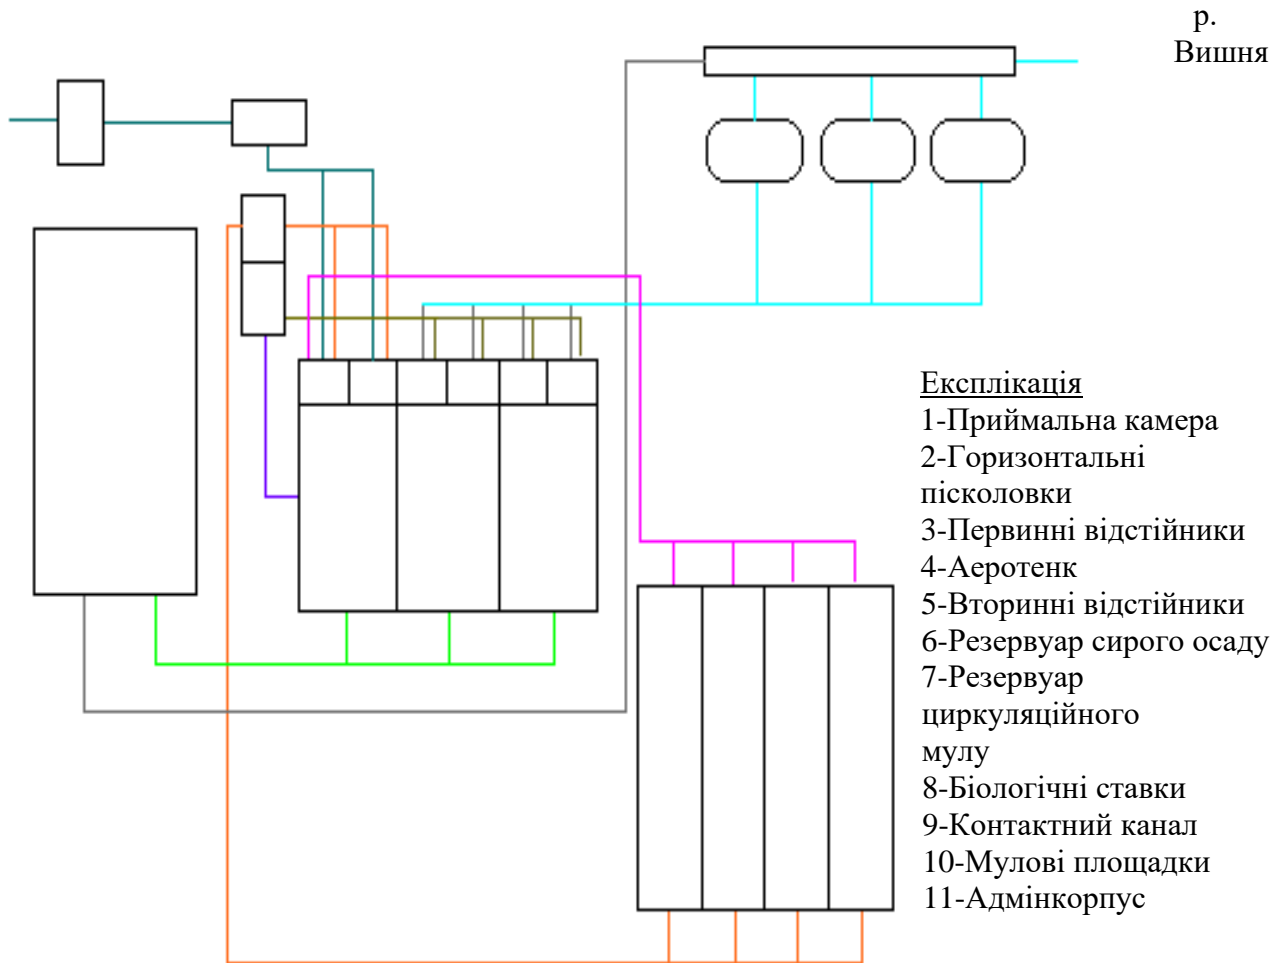 р.
Вишня
Експлікація
1-Приймальна камера
2-Горизонтальні
пісколовки
3-Первинні відстійники
4-Аеротенк
5-Вторинні відстійники
6-Резервуар сирого осаду
7-Резервуар
циркуляційного
мулу
8-Біологічні ставки
9-Контактний канал
10-Мулові площадки
11-Адмінкорпус